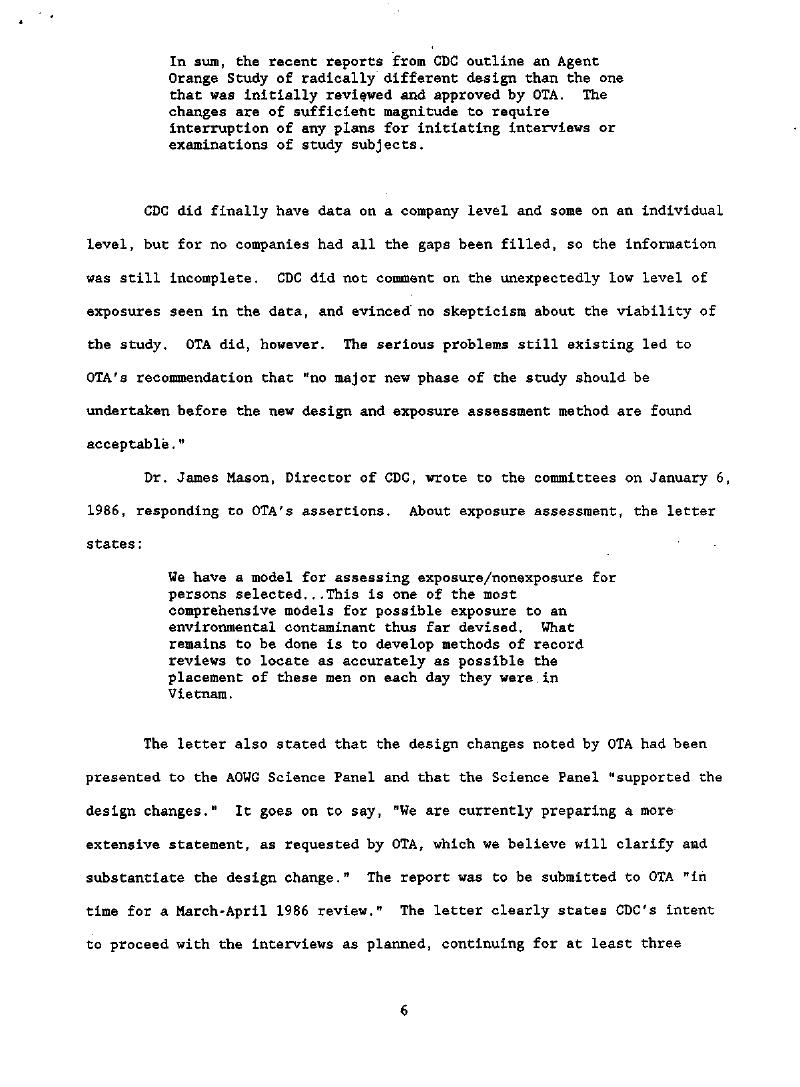 In sum, the recent reports from CDC outline an Agent
Orange Study of radically different design than the one
that was initially reviewed and approved by OTA. The
changes are of sufficient magnitude to require
interruption of any plans for initiating interviews or
examinations of study subjects.
CDC did finally have data on a company level and some on an individual
level, but for no companies had all the gaps been filled, so the information
was still incomplete. CDC did not comment on the unexpectedly low level of
exposures seen in the data, and evinced no skepticism about the viability of
the study. OTA did, however. The serious problems still existing led to
OTA's recommendation that "no major new phase of the study should be
undertaken before the new design and exposure assessment method are found
acceptable."
Dr. James Mason, Director of CDC, wrote to the committees on January 6,
1986, responding to OTA's assertions. About exposure assessment, the letter
states:
We have a model for assessing exposure/nonexposure for
persons selected...This is one of the most
comprehensive models for possible exposure to an
environmental contaminant thus far devised. What
remains to be done is to develop methods of record
reviews to locate as accurately as possible the
placement of these men on each day they were in
Vietnam.
The letter also stated that the design changes noted by OTA had been
presented to the AOWG Science Panel and that the Science Panel "supported the
design changes." It goes on to say, "We are currently preparing a more
extensive statement, as requested by OTA, which we believe will clarify and
substantiate the design change." The report was to be submitted to OTA "in
time for a March-April 1986 review." The letter clearly states CDC's intent
to proceed with the interviews as planned, continuing for at least three
6